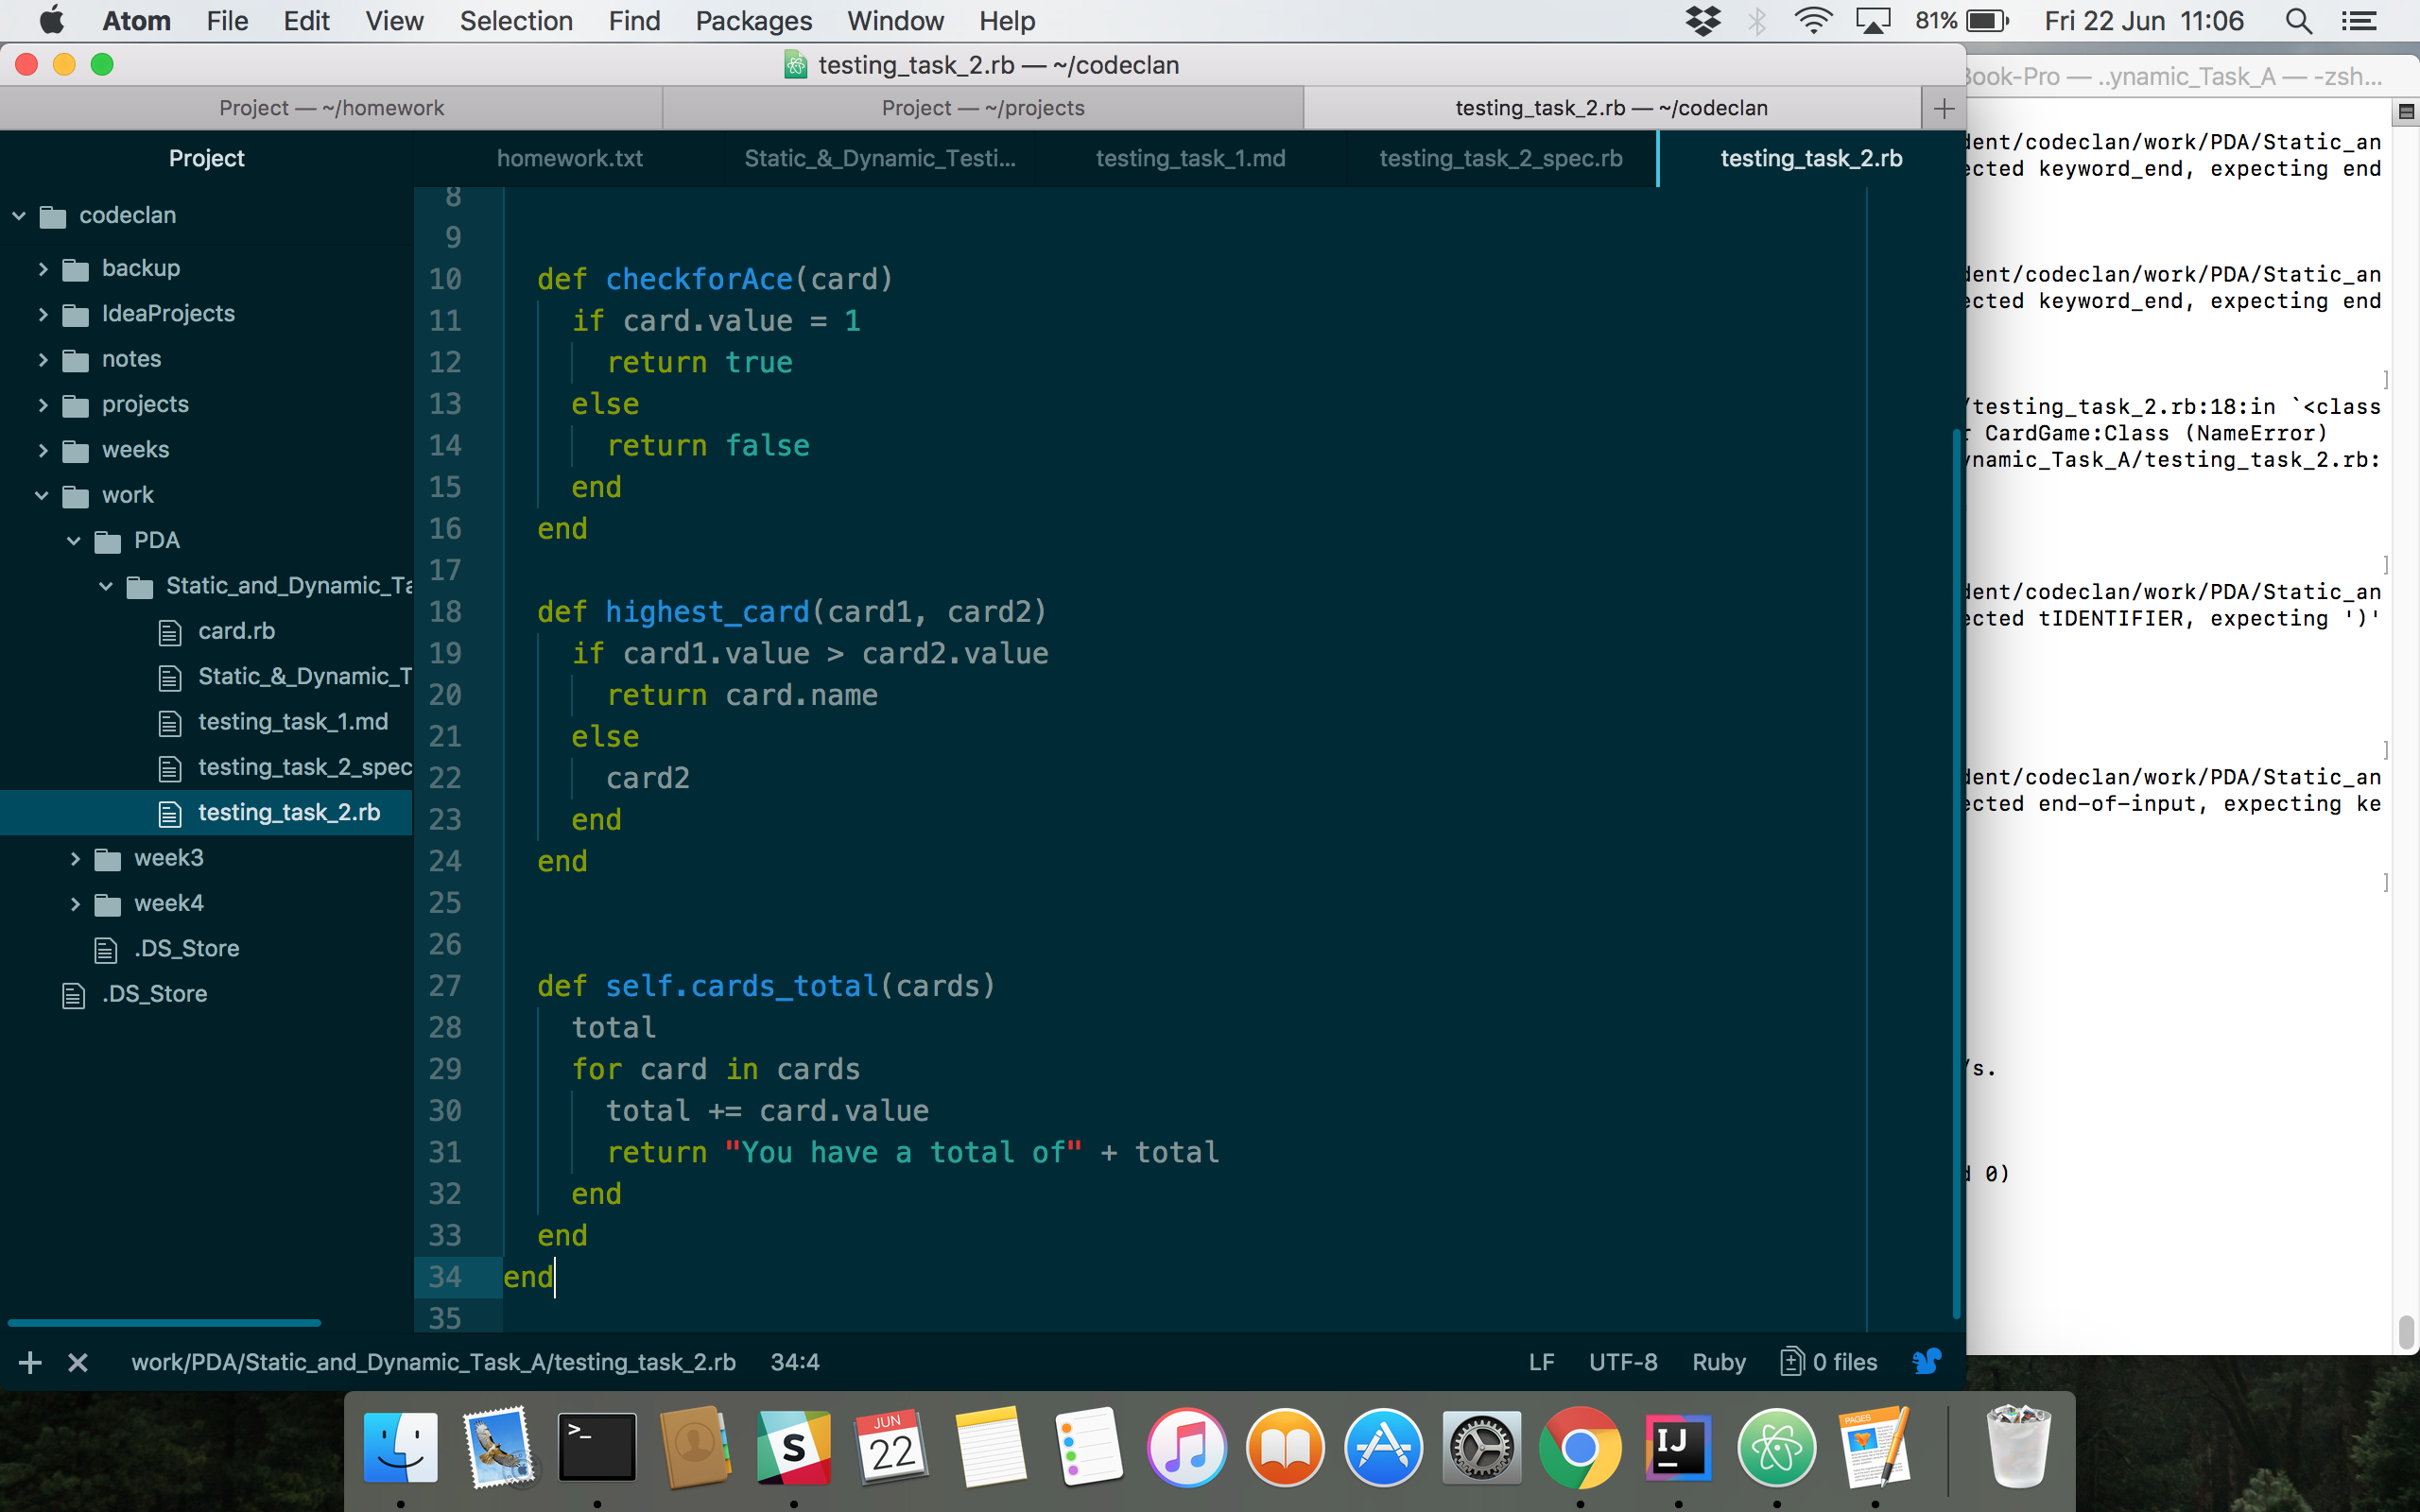 Atom File Edit View Selection Find Packages Window Help 81% Fri 22 Jun 11:06
testing_task_2.rb — ~/codeclan
Project — ~/homework Project — ~/projects testing_task_2.rb — ~/codeclan +
Project
homework.txt Static_&_Dynamic_Testi... testing_task_1.md testing_task_2_spec.rb testing_task_2.rb
codeclan
backup
IdeaProjects
notes
projects
weeks
work
PDA
Static_and_Dynamic_Ta
card.rb
Static_&_Dynamic_T
testing_task_1.md
testing_task_2_spec
testing_task_2.rb
week3
week4
.DS_Store
.DS_Store
8
9
10 def checkforAce(card)
11 if card.value = 1
12 return true
13 else
14 return false
15 end
16 end
17
18 def highest_card(card1, card2)
19 if card1.value > card2.value
20 return card.name
21 else
22 card2
23 end
24 end
25
26
27 def self.cards_total(cards)
28 total
29 for card in cards
30 total += card.value
31 return "You have a total of" + total
32 end
33 end
34 end
35
work/PDA/Static_and_Dynamic_Task_A/testing_task_2.rb 34:4 LF UTF-8 Ruby 0 files
Book-Pro — ..ynamic_Task_A — -zsh...
dent/codeclan/work/PDA/Static_an
ected keyword_end, expecting end
dent/codeclan/work/PDA/Static_an
ected keyword_end, expecting end
]
/testing_task_2.rb:18:in `<class
r CardGame:Class (NameError)
ynamic_Task_A/testing_task_2.rb:
]
dent/codeclan/work/PDA/Static_an
ected tIDENTIFIER, expecting ')'
]
dent/codeclan/work/PDA/Static_an
ected end-of-input, expecting ke
]
/s.
d 0)
>_ S JUN 22 IJ PAGES